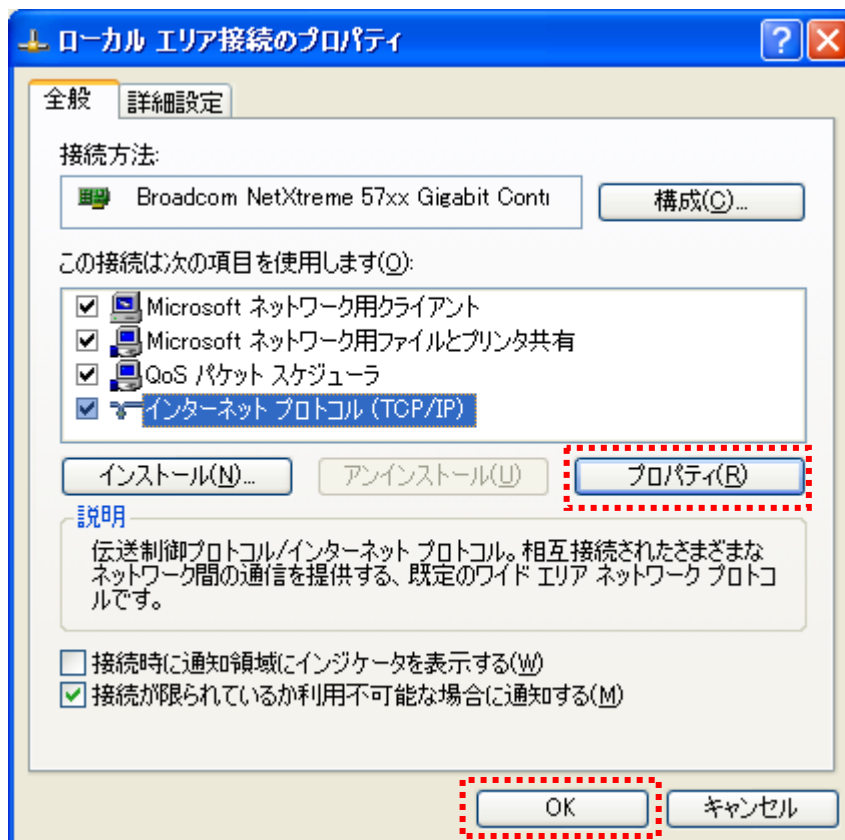 ローカル エリア接続のプロパティ
全般 詳細設定
接続方法:
Broadcom NetXtreme 57xx Gigabit Contr
構成(C)...
この接続は次の項目を使用します(O):
Microsoft ネットワーク用クライアント
Microsoft ネットワーク用ファイルとプリンタ共有
QoS パケット スケジューラ
インターネット プロトコル (TCP/IP)
インストール(N)... アンインストール(U) プロパティ(R)
説明
伝送制御プロトコル/インターネット プロトコル。相互接続されたさまざまな
ネットワーク間の通信を提供する、既定のワイド エリア ネットワーク プロトコ
ルです。
接続時に通知領域にインジケータを表示する(W)
接続が限られているか利用不可能な場合に通知する(M)
OK キャンセル